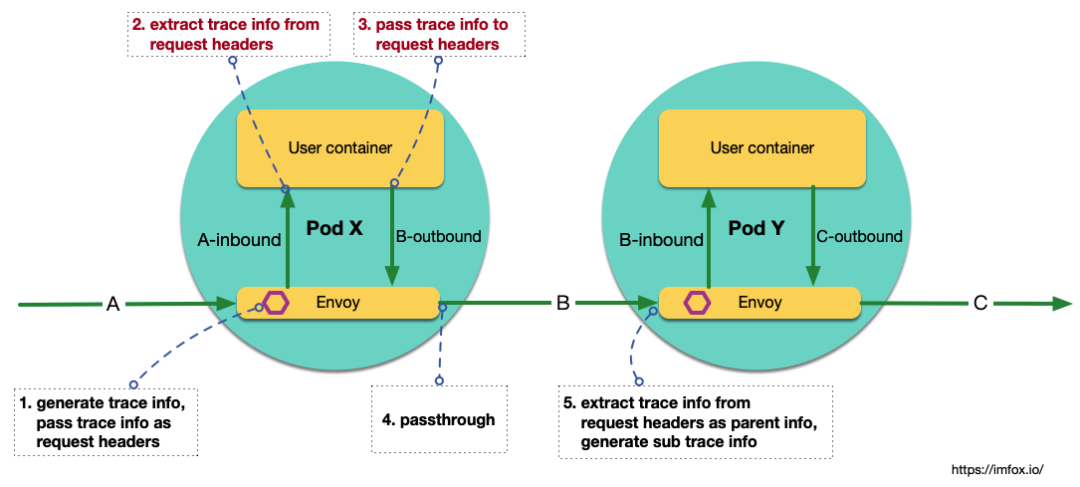 2. extract trace info from
request headers
3. pass trace info to
request headers
User container
User container
A-inbound
Pod X
B-outbound
B-inbound
Pod Y
C-outbound
A
Envoy
B
Envoy
C
1. generate trace info,
pass trace info as
request headers
4. passthrough
5. extract trace info from
request headers as parent info,
generate sub trace info
https://imfox.io/